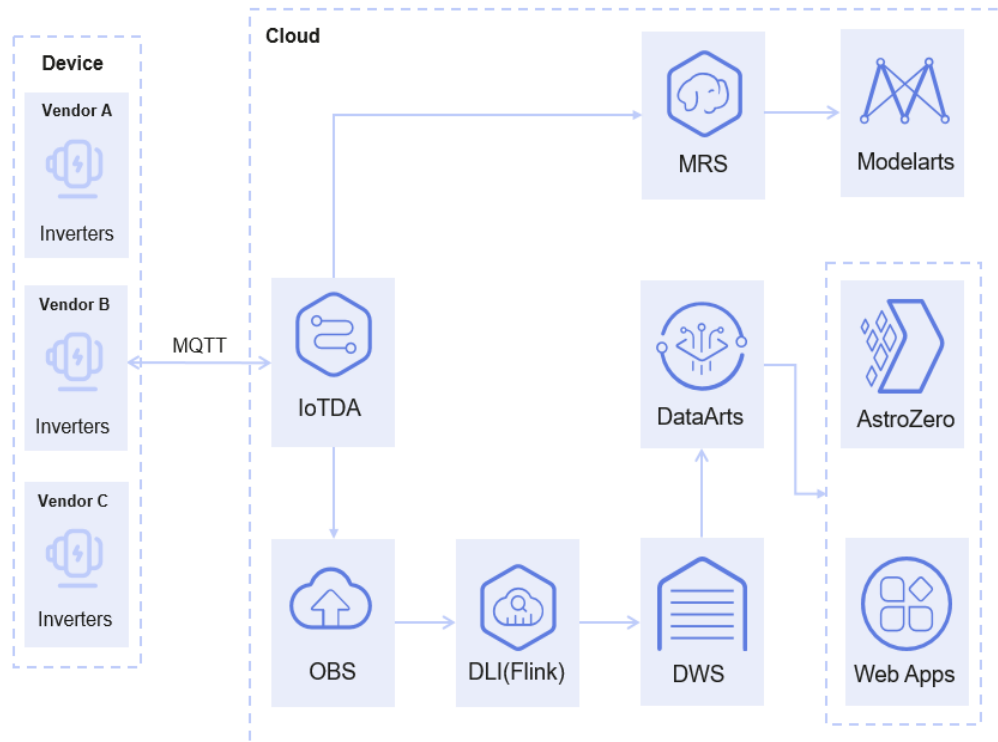 Cloud
Device
Vendor A
Inverters
Vendor B
Inverters
Vendor C
Inverters
MQTT
IoTDA
MRS
Modelarts
DataArts
AstroZero
OBS
DLI(Flink)
DWS
Web Apps